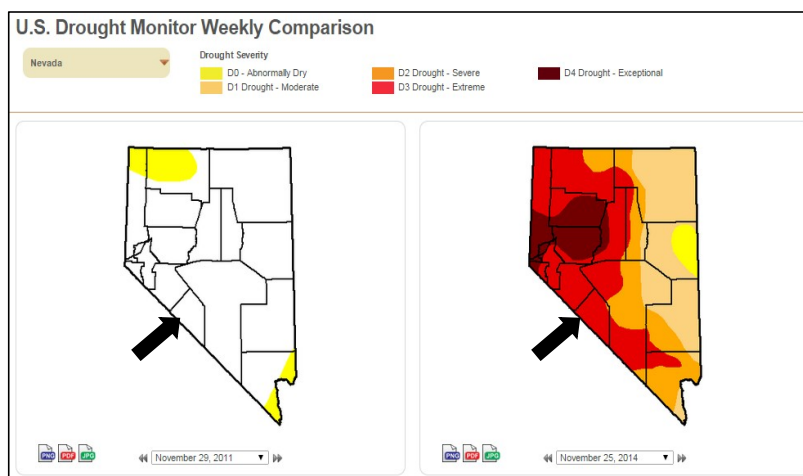 U.S. Drought Monitor Weekly Comparison
Nevada
Drought Severity
D0 - Abnormally Dry
D1 Drought - Moderate
D2 Drought - Severe
D3 Drought - Extreme
D4 Drought - Exceptional
PNG PDF JPG
November 29, 2011
PNG PDF JPG
November 25, 2014